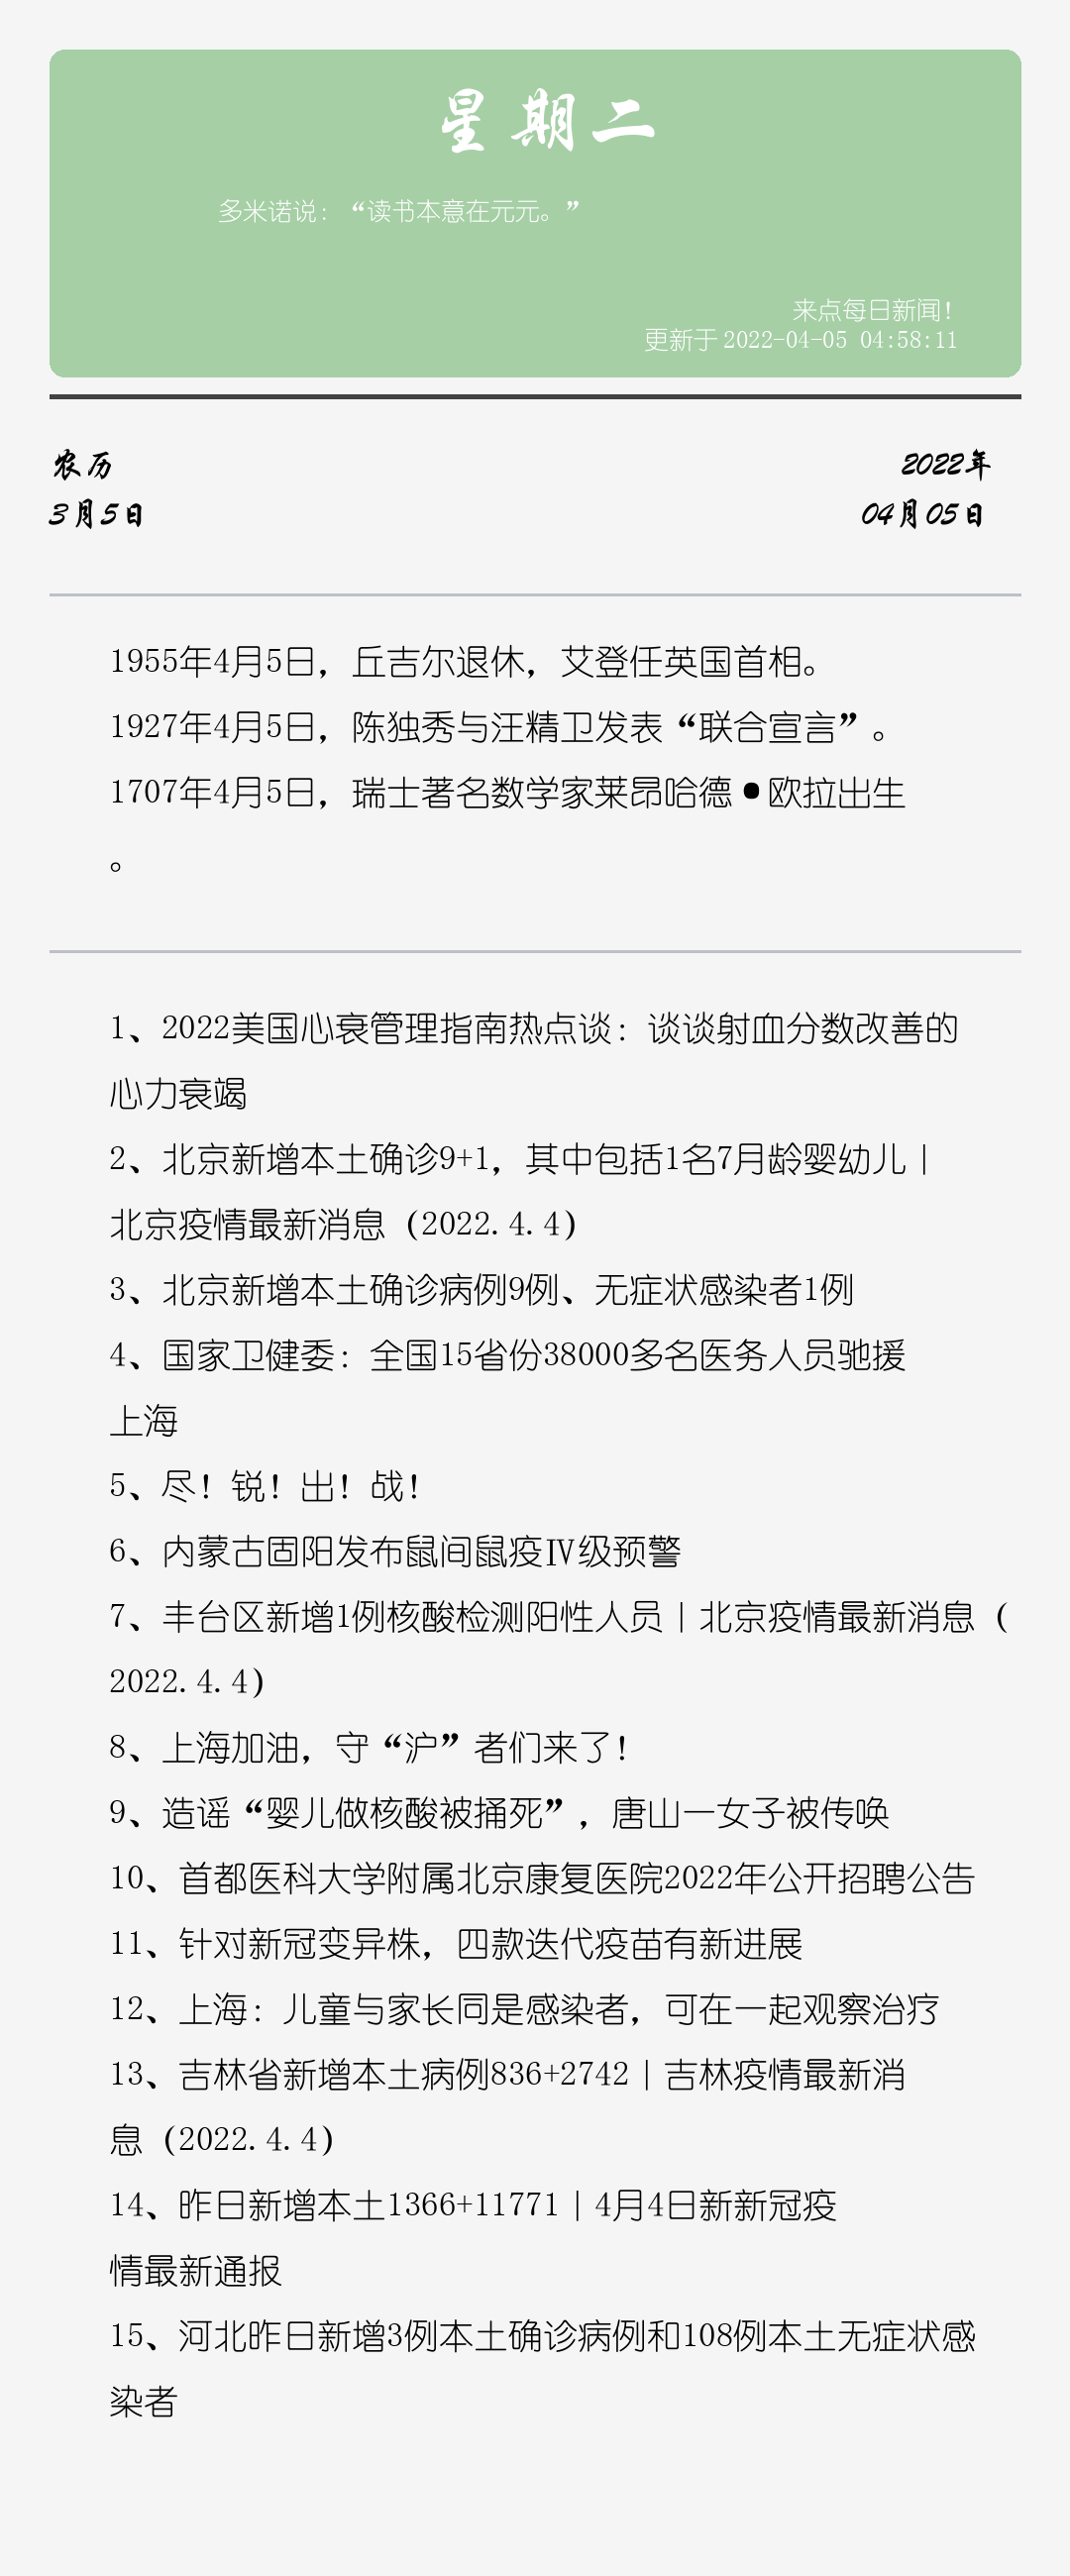 星期二
多米诺说：“读书本意在元元。”
来点每日新闻！
更新于 2022-04-05 04:58:11
农历
2022年
3月5日
04月05日
1955年4月5日，丘吉尔退休，艾登任英国首相。
1927年4月5日，陈独秀与汪精卫发表“联合宣言”。
1707年4月5日，瑞士著名数学家莱昂哈德•欧拉出生
。
1、2022美国心衰管理指南热点谈：谈谈射血分数改善的
心力衰竭
2、北京新增本土确诊9+1，其中包括1名7月龄婴幼儿｜
北京疫情最新消息（2022.4.4）
3、北京新增本土确诊病例9例、无症状感染者1例
4、国家卫健委：全国15省份38000多名医务人员驰援
上海
5、尽！锐！出！战！
6、内蒙古固阳发布鼠间鼠疫Ⅳ级预警
7、丰台区新增1例核酸检测阳性人员｜北京疫情最新消息（
2022.4.4）
8、上海加油，守“沪”者们来了！
9、造谣“婴儿做核酸被捅死”，唐山一女子被传唤
10、首都医科大学附属北京康复医院2022年公开招聘公告
11、针对新冠变异株，四款迭代疫苗有新进展
12、上海：儿童与家长同是感染者，可在一起观察治疗
13、吉林省新增本土病例836+2742｜吉林疫情最新消
息（2022.4.4）
14、昨日新增本土1366+11771｜4月4日新新冠疫
情最新通报
15、河北昨日新增3例本土确诊病例和108例本土无症状感
染者